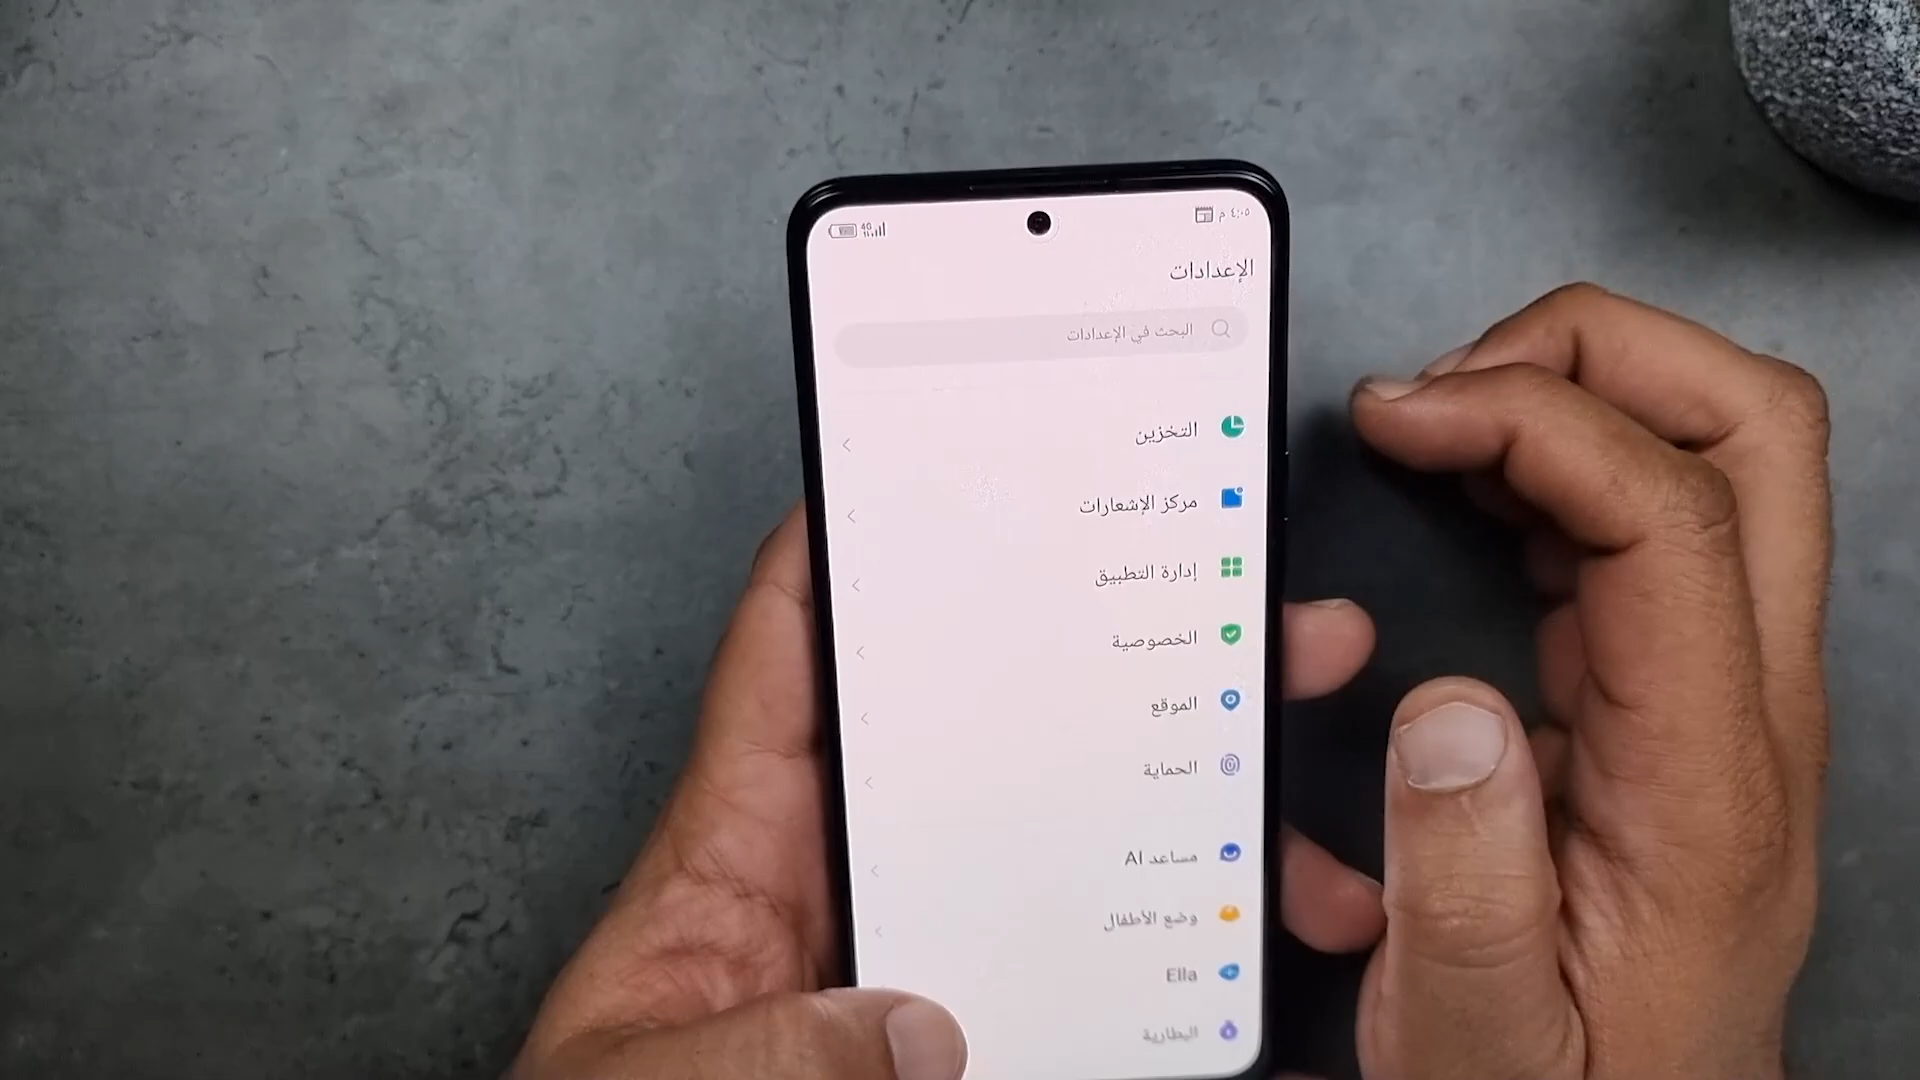 ٤:٠٥ م
4G
الإعدادات
البحث في الإعدادات
التخزين
مركز الإشعارات
إدارة التطبيق
الخصوصية
الموقع
الحماية
مساعد AI
وضع الأطفال
Ella
البطارية